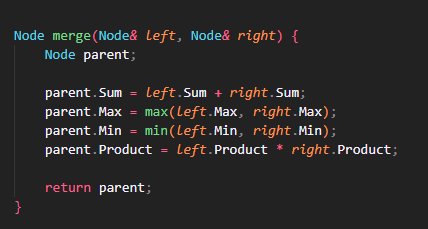 Node merge(Node& left, Node& right) {
    Node parent;
    parent.Sum = left.Sum + right.Sum;
    parent.Max = max(left.Max, right.Max);
    parent.Min = min(left.Min, right.Min);
    parent.Product = left.Product * right.Product;
    return parent;
}